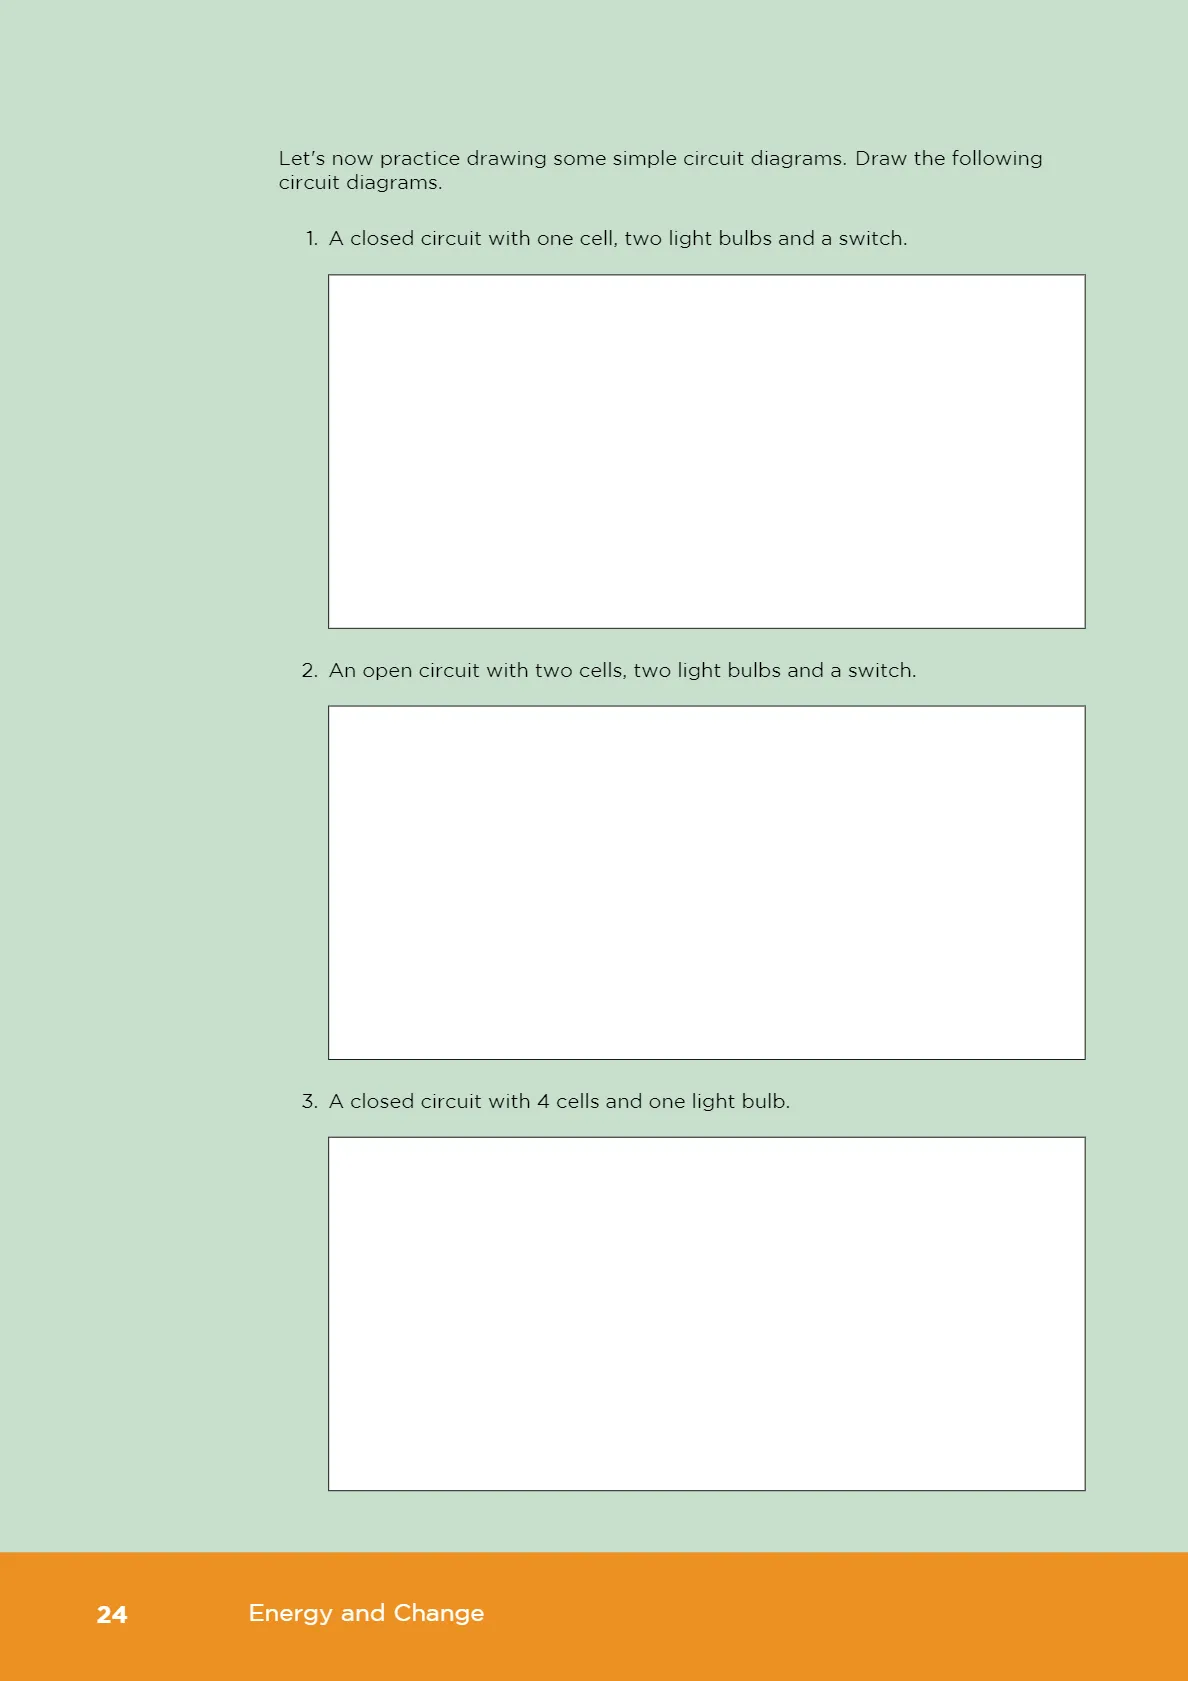 Let's now practice drawing some simple circuit diagrams. Draw the following
circuit diagrams.
1. A closed circuit with one cell, two light bulbs and a switch.
2. An open circuit with two cells, two light bulbs and a switch.
3. A closed circuit with 4 cells and one light bulb.
24 Energy and Change